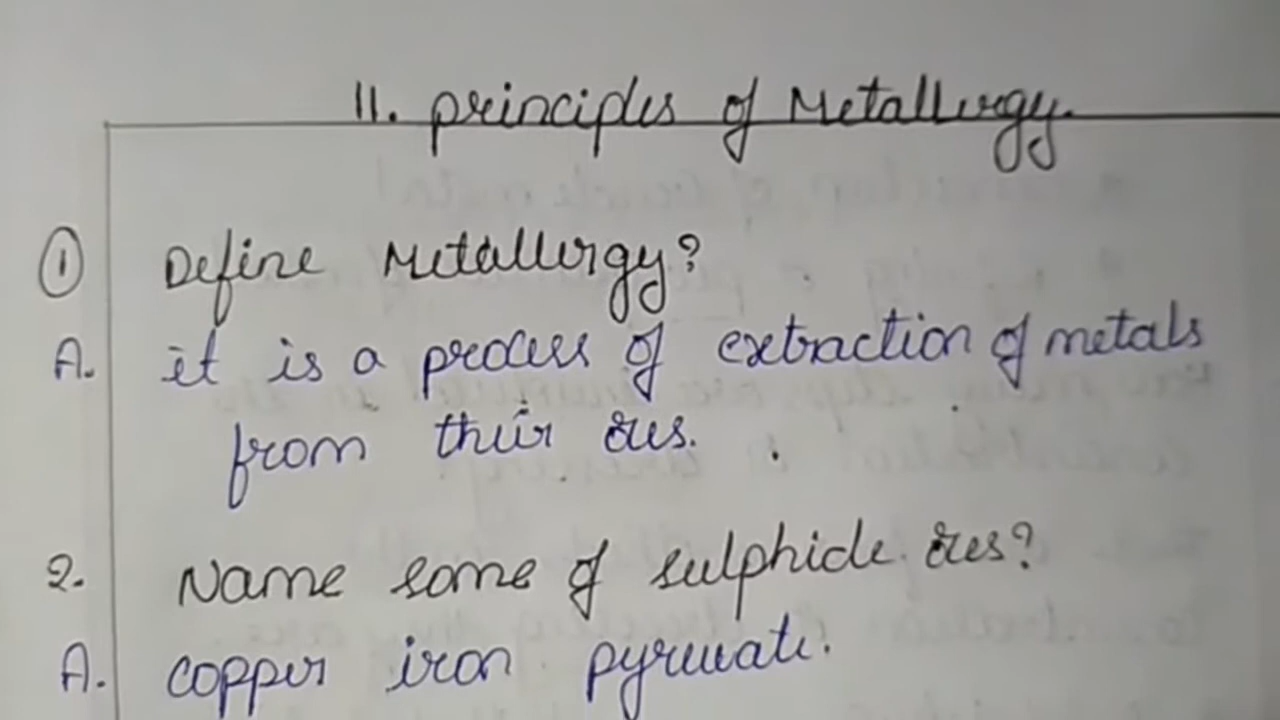 11. principles of Metallurgy.
① Define Metallurgy?
A. it is a process of extraction of metals
from their ores.
2. Name some of sulphide ores?
A. copper iron pyruvate.